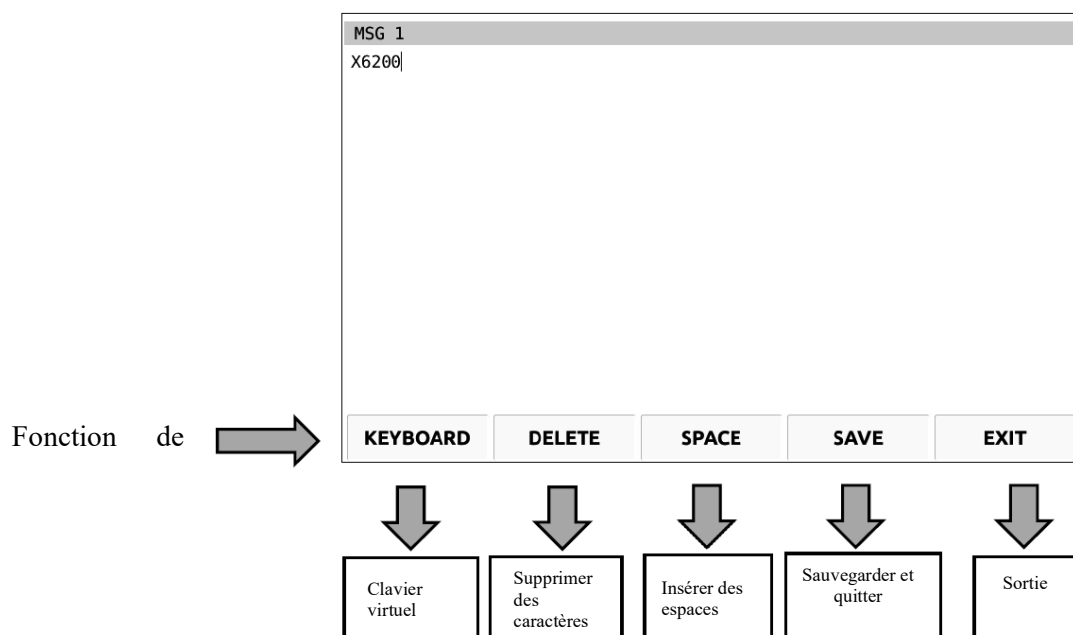 MSG 1
X6200
Fonction de
KEYBOARD DELETE SPACE SAVE EXIT
Clavier
virtuel
Supprimer
des
caractères
Insérer des
espaces
Sauvegarder et
quitter
Sortie